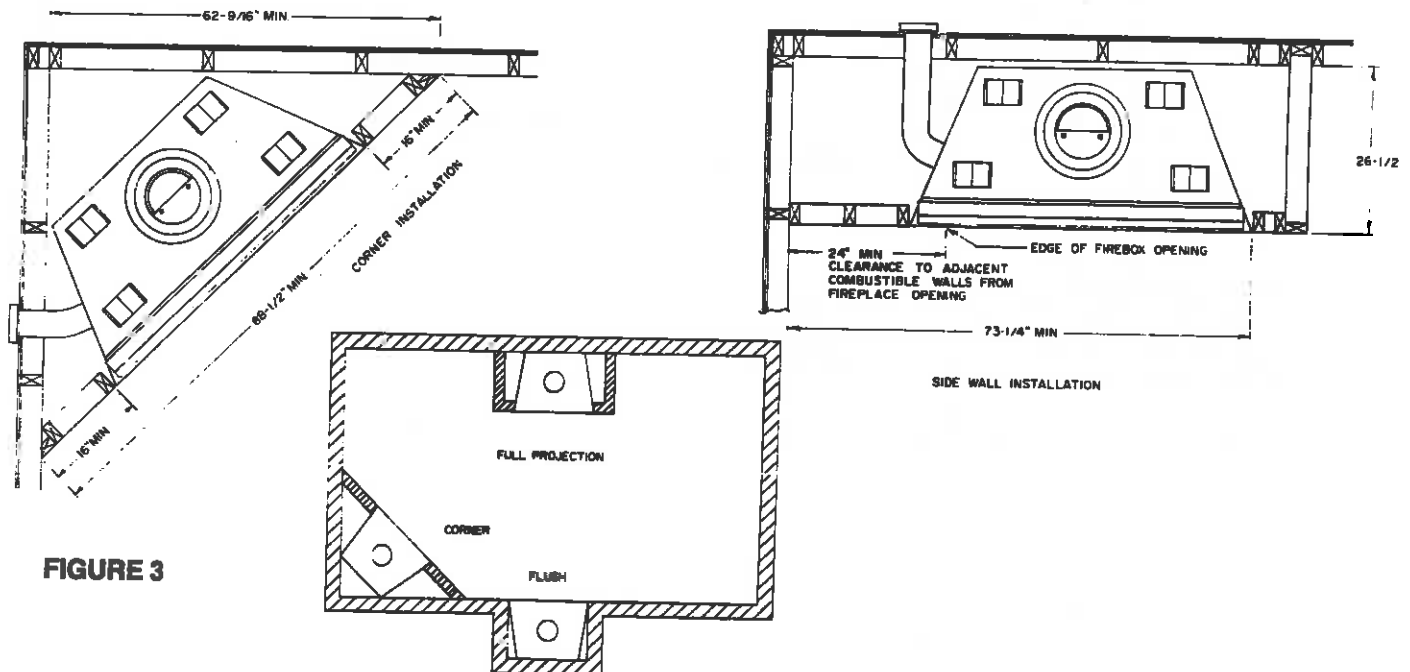 62-9/16" MIN
16" MIN
CORNER INSTALLATION
68-1/2" MIN
16" MIN
26-1/2
EDGE OF FIREBOX OPENING
24" MIN
CLEARANCE TO ADJACENT
COMBUSTIBLE WALLS FROM
FIREPLACE OPENING
73-1/4" MIN
SIDE WALL INSTALLATION
FULL PROJECTION
CORNER
FLUSH
FIGURE 3